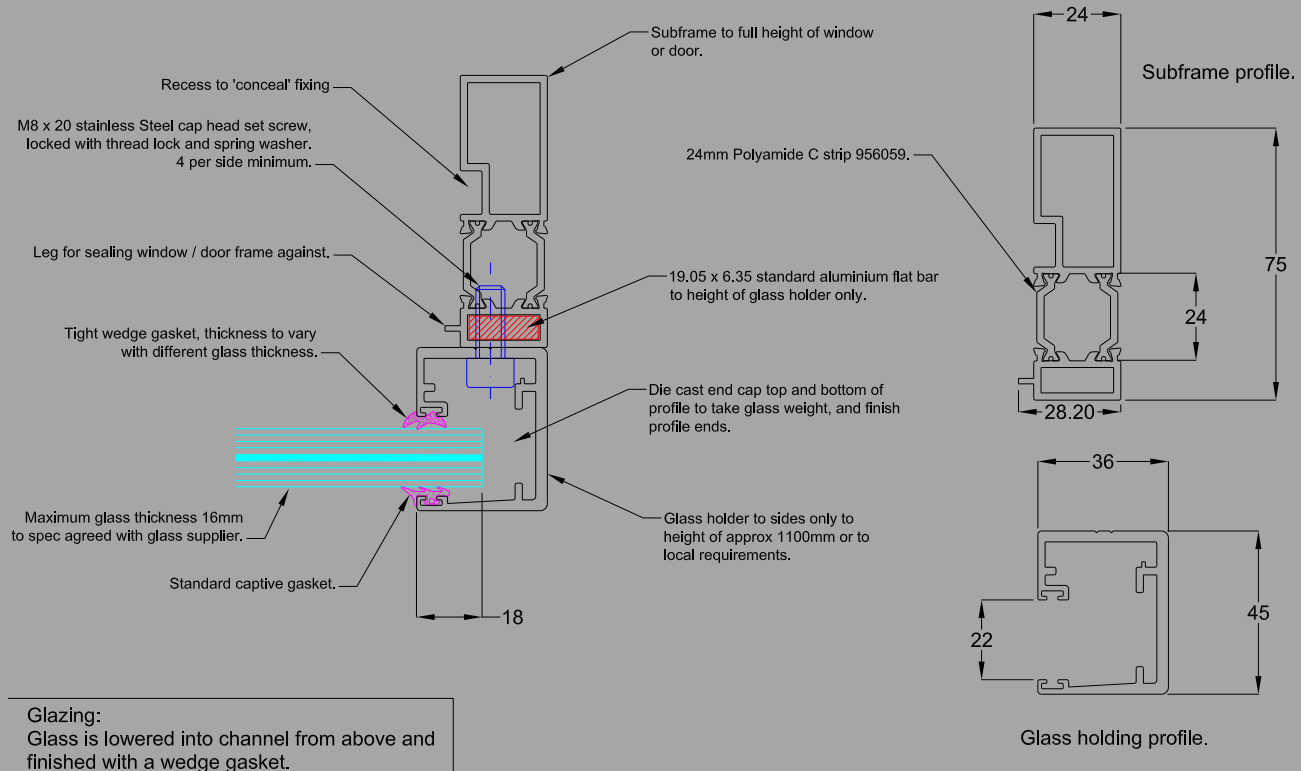 Subframe to full height of window
or door.
24
Subframe profile.
Recess to 'conceal' fixing
M8 x 20 stainless Steel cap head set screw,
locked with thread lock and spring washer.
4 per side minimum.
24mm Polyamide C strip 956059.
75
24
28.20
Leg for sealing window / door frame against.
19.05 x 6.35 standard aluminium flat bar
to height of glass holder only.
Tight wedge gasket, thickness to vary
with different glass thickness.
Die cast end cap top and bottom of
profile to take glass weight, and finish
profile ends.
Maximum glass thickness 16mm
to spec agreed with glass supplier.
Glass holder to sides only to
height of approx 1100mm or to
local requirements.
Standard captive gasket.
18
36
22
45
Glass holding profile.
Glazing:
Glass is lowered into channel from above and
finished with a wedge gasket.